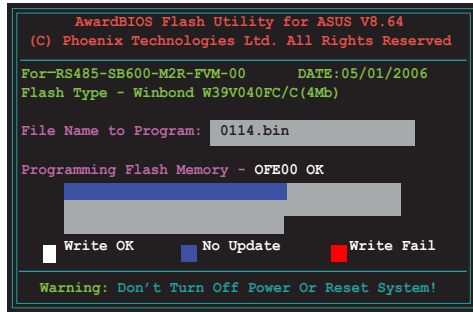 AwardBIOS Flash Utility for ASUS V8.64
(C) Phoenix Technologies Ltd. All Rights Reserved
For—RS485-SB600-M2R-FVM-00 DATE:05/01/2006
Flash Type - Winbond W39V040FC/C(4Mb)
File Name to Program: 0114.bin
Programming Flash Memory - OFE00 OK
Write OK No Update Write Fail
Warning: Don't Turn Off Power Or Reset System!